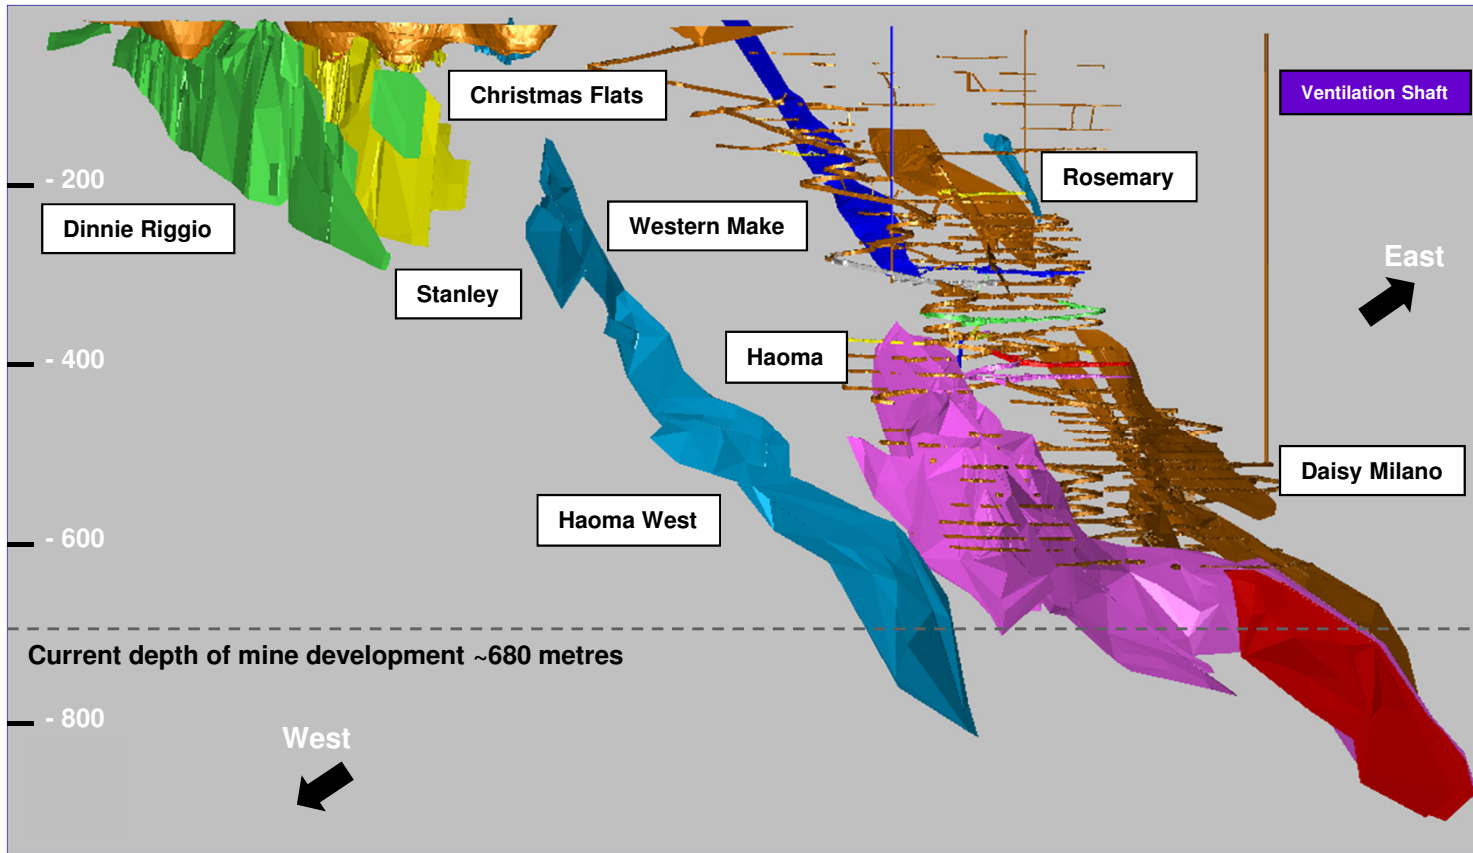 Christmas Flats
Ventilation Shaft
- 200
Rosemary
Dinnie Riggio
Western Make
East
Stanley
Haoma
- 400
Daisy Milano
Haoma West
- 600
Current depth of mine development ~680 metres
- 800
West